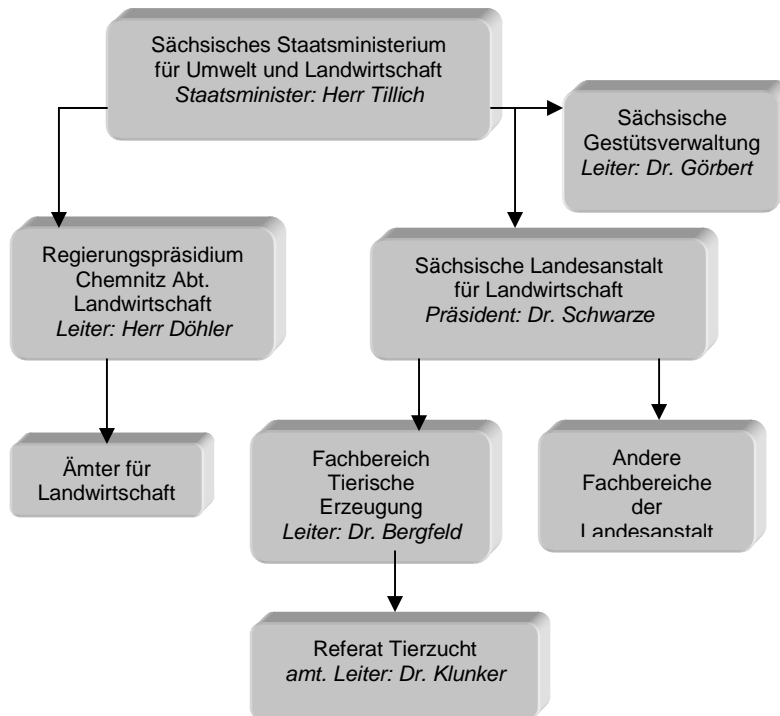 Sächsisches Staatsministerium
für Umwelt und Landwirtschaft
Staatsminister: Herr Tillich
Sächsische
Gestütsverwaltung
Leiter: Dr. Görbert
Regierungspräsidium
Chemnitz Abt.
Landwirtschaft
Leiter: Herr Döhler
Sächsische Landesanstalt
für Landwirtschaft
Präsident: Dr. Schwarze
Ämter für
Landwirtschaft
Fachbereich
Tierische
Erzeugung
Leiter: Dr. Bergfeld
Andere
Fachbereiche
der
Landesanstalt
Referat Tierzucht
amt. Leiter: Dr. Klunker